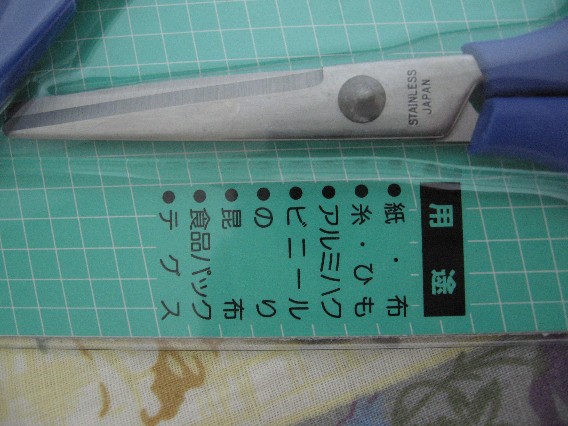 STAINLESS
JAPAN
用途
●紙・布
●糸・ひも
●アルミハク
●ビニール
●のり
●昆布
●食品パック
●テグス